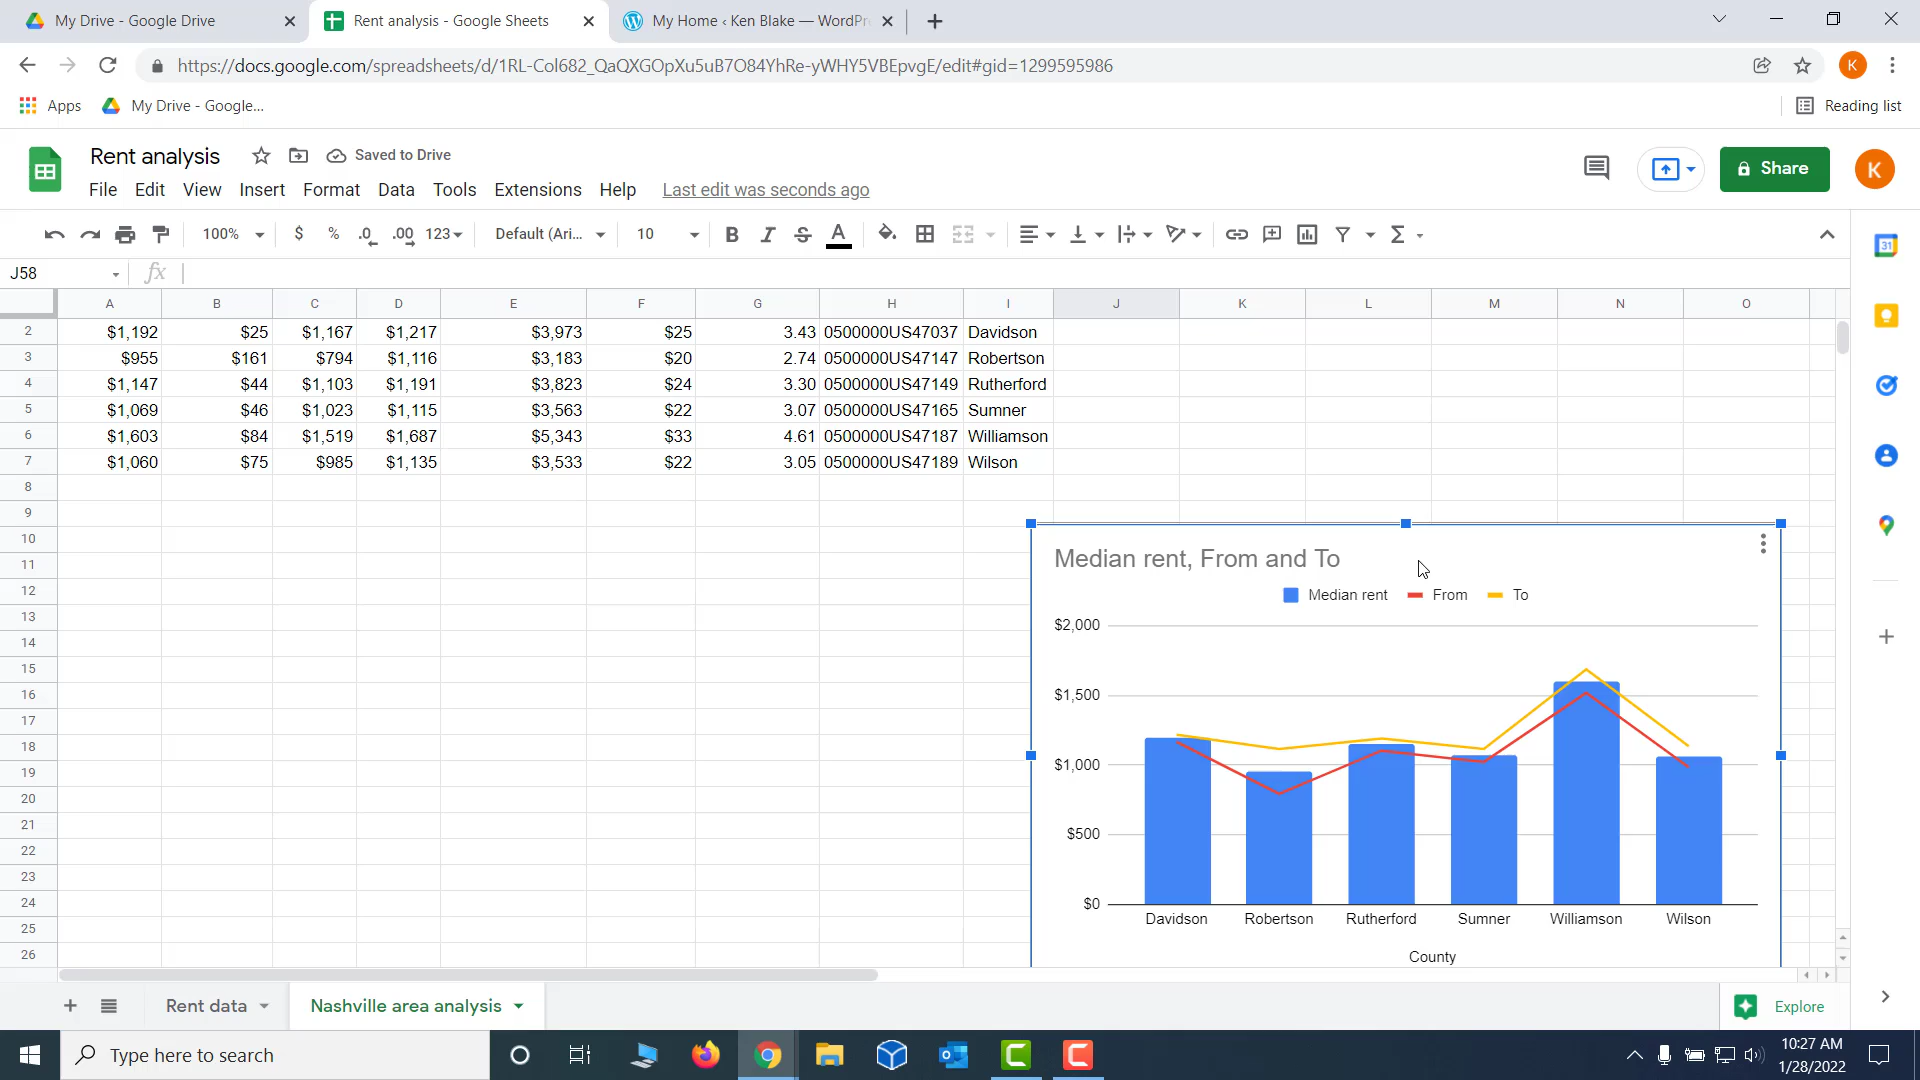 My Drive - Google Drive
Rent analysis - Google Sheets
My Home ‹ Ken Blake — WordPr
https://docs.google.com/spreadsheets/d/1RL-Col682_QaQXGOpXu5uB7O84YhRe-yWHY5VBEpvgE/edit#gid=1299595986
K
Apps
My Drive - Google...
Reading list
Rent analysis
Saved to Drive
Share
K
File Edit View Insert Format Data Tools Extensions Help Last edit was seconds ago
100% $ % .0 .00 123 Default (Ari... 10 B I S A Σ
31
J58 fx
A B C D E F G H I J K L M N O
2 $1,192 $25 $1,167 $1,217 $3,973 $25 3.43 0500000US47037 Davidson
3 $955 $161 $794 $1,116 $3,183 $20 2.74 0500000US47147 Robertson
4 $1,147 $44 $1,103 $1,191 $3,823 $24 3.30 0500000US47149 Rutherford
5 $1,069 $46 $1,023 $1,115 $3,563 $22 3.07 0500000US47165 Sumner
6 $1,603 $84 $1,519 $1,687 $5,343 $33 4.61 0500000US47187 Williamson
7 $1,060 $75 $985 $1,135 $3,533 $22 3.05 0500000US47189 Wilson
8
9
10
11
12
13
14
15
16
17
18
19
20
21
22
23
24
25
26
Median rent, From and To
Median rent From To
$2,000
$1,500
$1,000
$500
$0
Davidson Robertson Rutherford Sumner Williamson Wilson
County
Rent data
Nashville area analysis
Explore
Type here to search
10:27 AM
1/28/2022